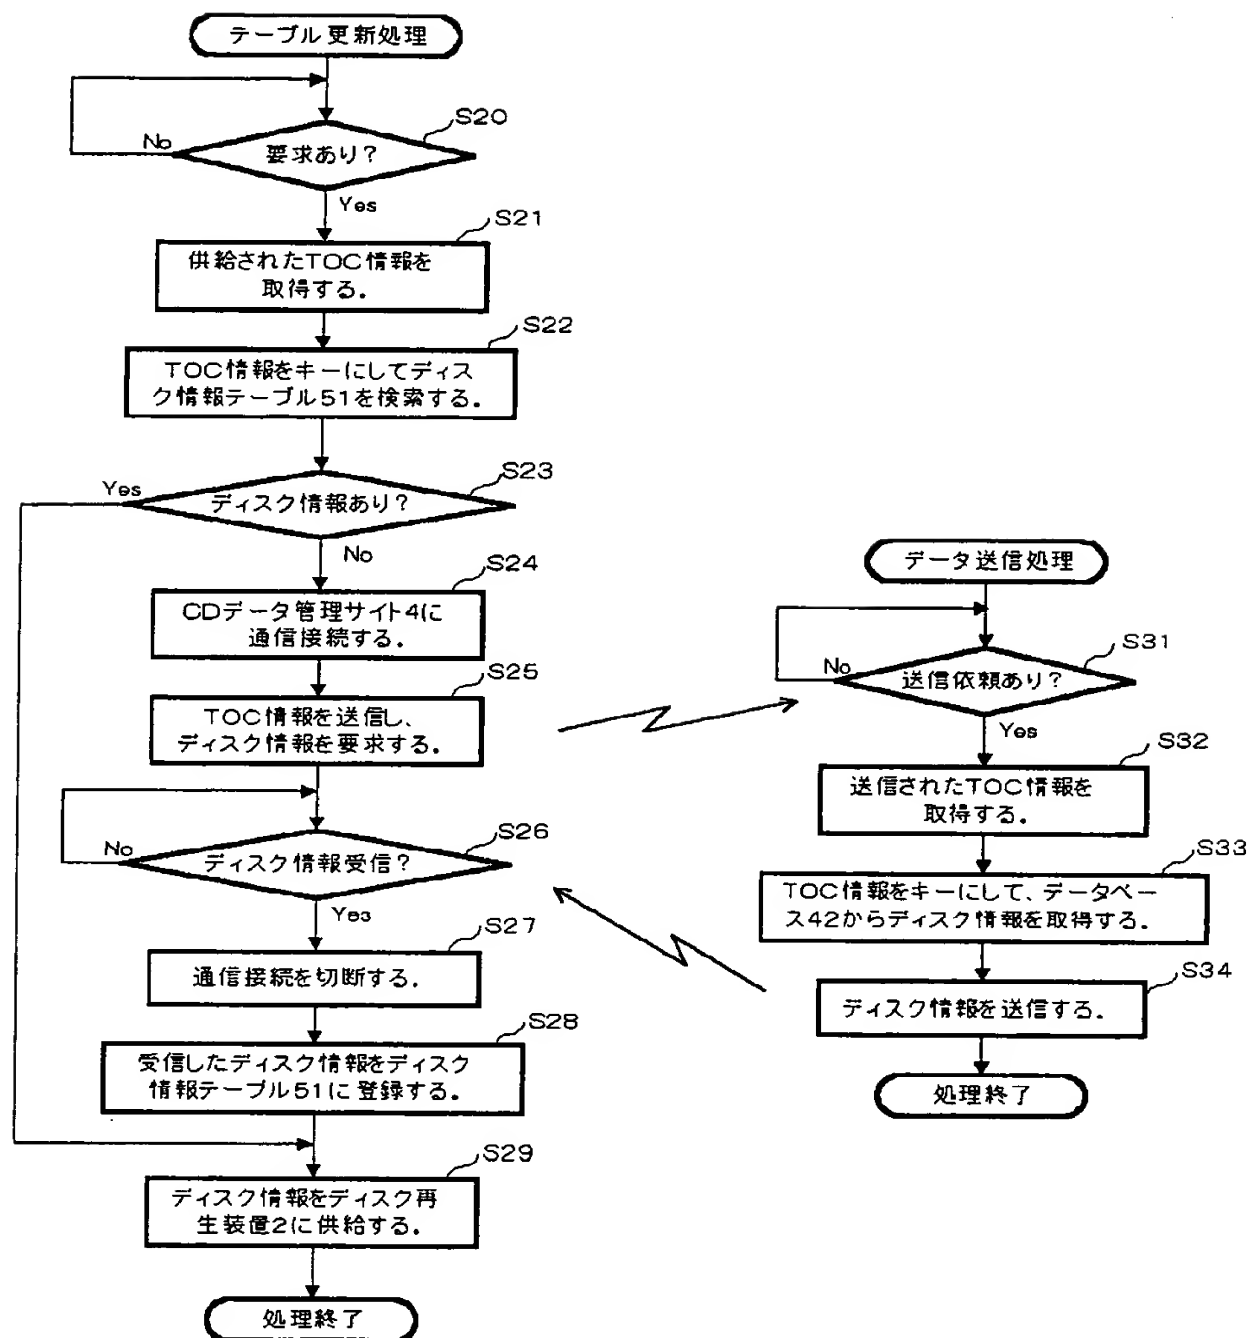 テーブル更新処理
S20
No
要求あり?
Yes
S21
供給されたTOC情報を
取得する.
S22
TOC情報をキーにしてディス
ク情報テーブル51を検索する.
S23
Yes
ディスク情報あり?
No
S24
CDデータ管理サイト4に
通信接続する.
S25
TOC情報を送信し、
ディスク情報を要求する.
S26
No
ディスク情報受信?
Yes
S27
通信接続を切断する.
S28
受信したディスク情報をディスク
情報テーブル51に登録する.
S29
ディスク情報をディスク再
生装置2に供給する.
処理終了
データ送信処理
S31
No
送信依頼あり?
Yes
S32
送信されたTOC情報を
取得する.
S33
TOC情報をキーにして、データベー
ス42からディスク情報を取得する.
S34
ディスク情報を送信する.
処理終了